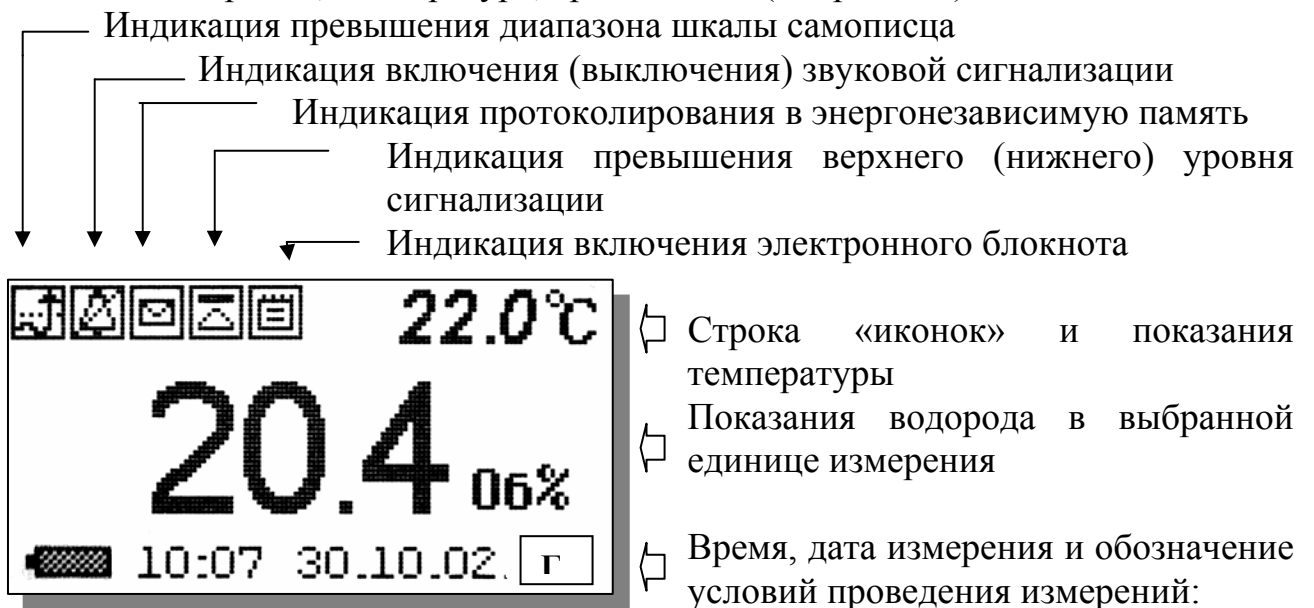 Индикация превышения диапазона шкалы самописца
Индикация включения (выключения) звуковой сигнализации
Индикация протоколирования в энергонезависимую память
Индикация превышения верхнего (нижнего) уровня
сигнализации
Индикация включения электронного блокнота
22.0°C
Строка «иконок» и показания
температуры
20.4 об%
Показания водорода в выбранной
единице измерения
10:07 30.10.02. Г
Время, дата измерения и обозначение
условий проведения измерений: